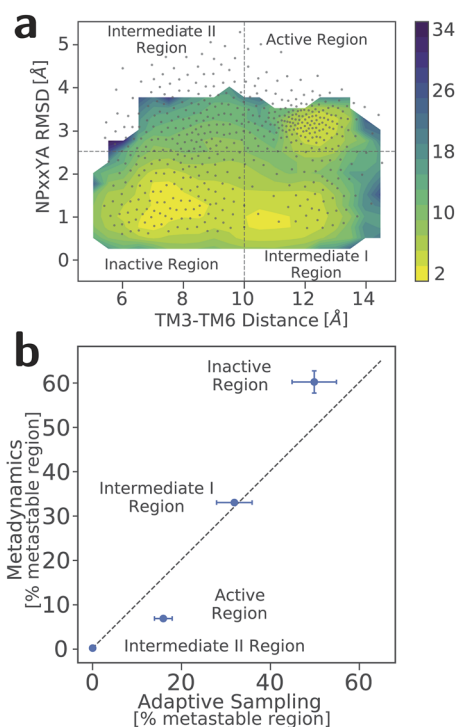 a
Intermediate II
Region
Active Region
NPxxYA RMSD [Å]
5
4
3
2
1
0
Inactive Region
Intermediate I
Region
6
8
10
12
14
TM3-TM6 Distance [Å]
34
26
18
10
2
b
Inactive
Region
Intermediate I
Region
Active
Region
Intermediate II Region
Metadynamics
[% metastable region]
60
50
40
30
20
10
0
0
20
40
60
Adaptive Sampling
[% metastable region]